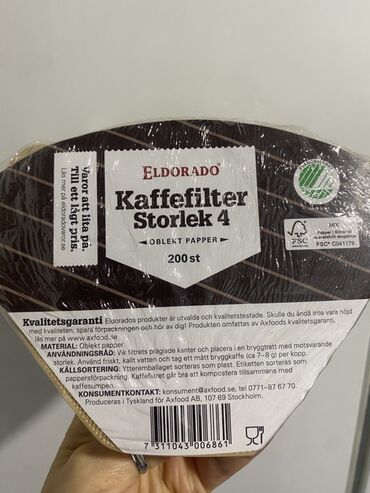 Varor att lita på.
Till ett lågt pris.
Läs mer på eldoradovaror.se
ELDORADO®
Kaffefilter
Storlek 4
OBLEKT PAPPER
200 st
FSC
FSC® C041179
Kvalitetsgaranti Eldorados produkter är utvalda och kvalitetstestade. Skulle du ändå inte vara nöjd
med kvaliteten, spara förpackningen och hör av dig! Produkten omfattas av Axfoods kvalitetsgaranti,
läs mer på www.axfood.se
MATERIAL: Oblekt papper.
ANVÄNDNINGSRÅD: Vik filtrets präglade kanter och placera i en bryggtratt med motsvarande
storlek. Använd friskt, kallt vatten och tag ett mått bryggkaffe (ca 7–8 g) per kopp.
KÄLLSORTERING: Ytteremballaget sorteras som plast. Etiketten sorteras som
pappersförpackning. Kaffefiltret går bra att kompostera tillsammans med
kaffesumpen.
KONSUMENTKONTAKT: konsument@axfood.se, tel 0771-87 67 70.
Produceras i Tyskland för Axfood AB, 107 69 Stockholm.
7 311043 006861